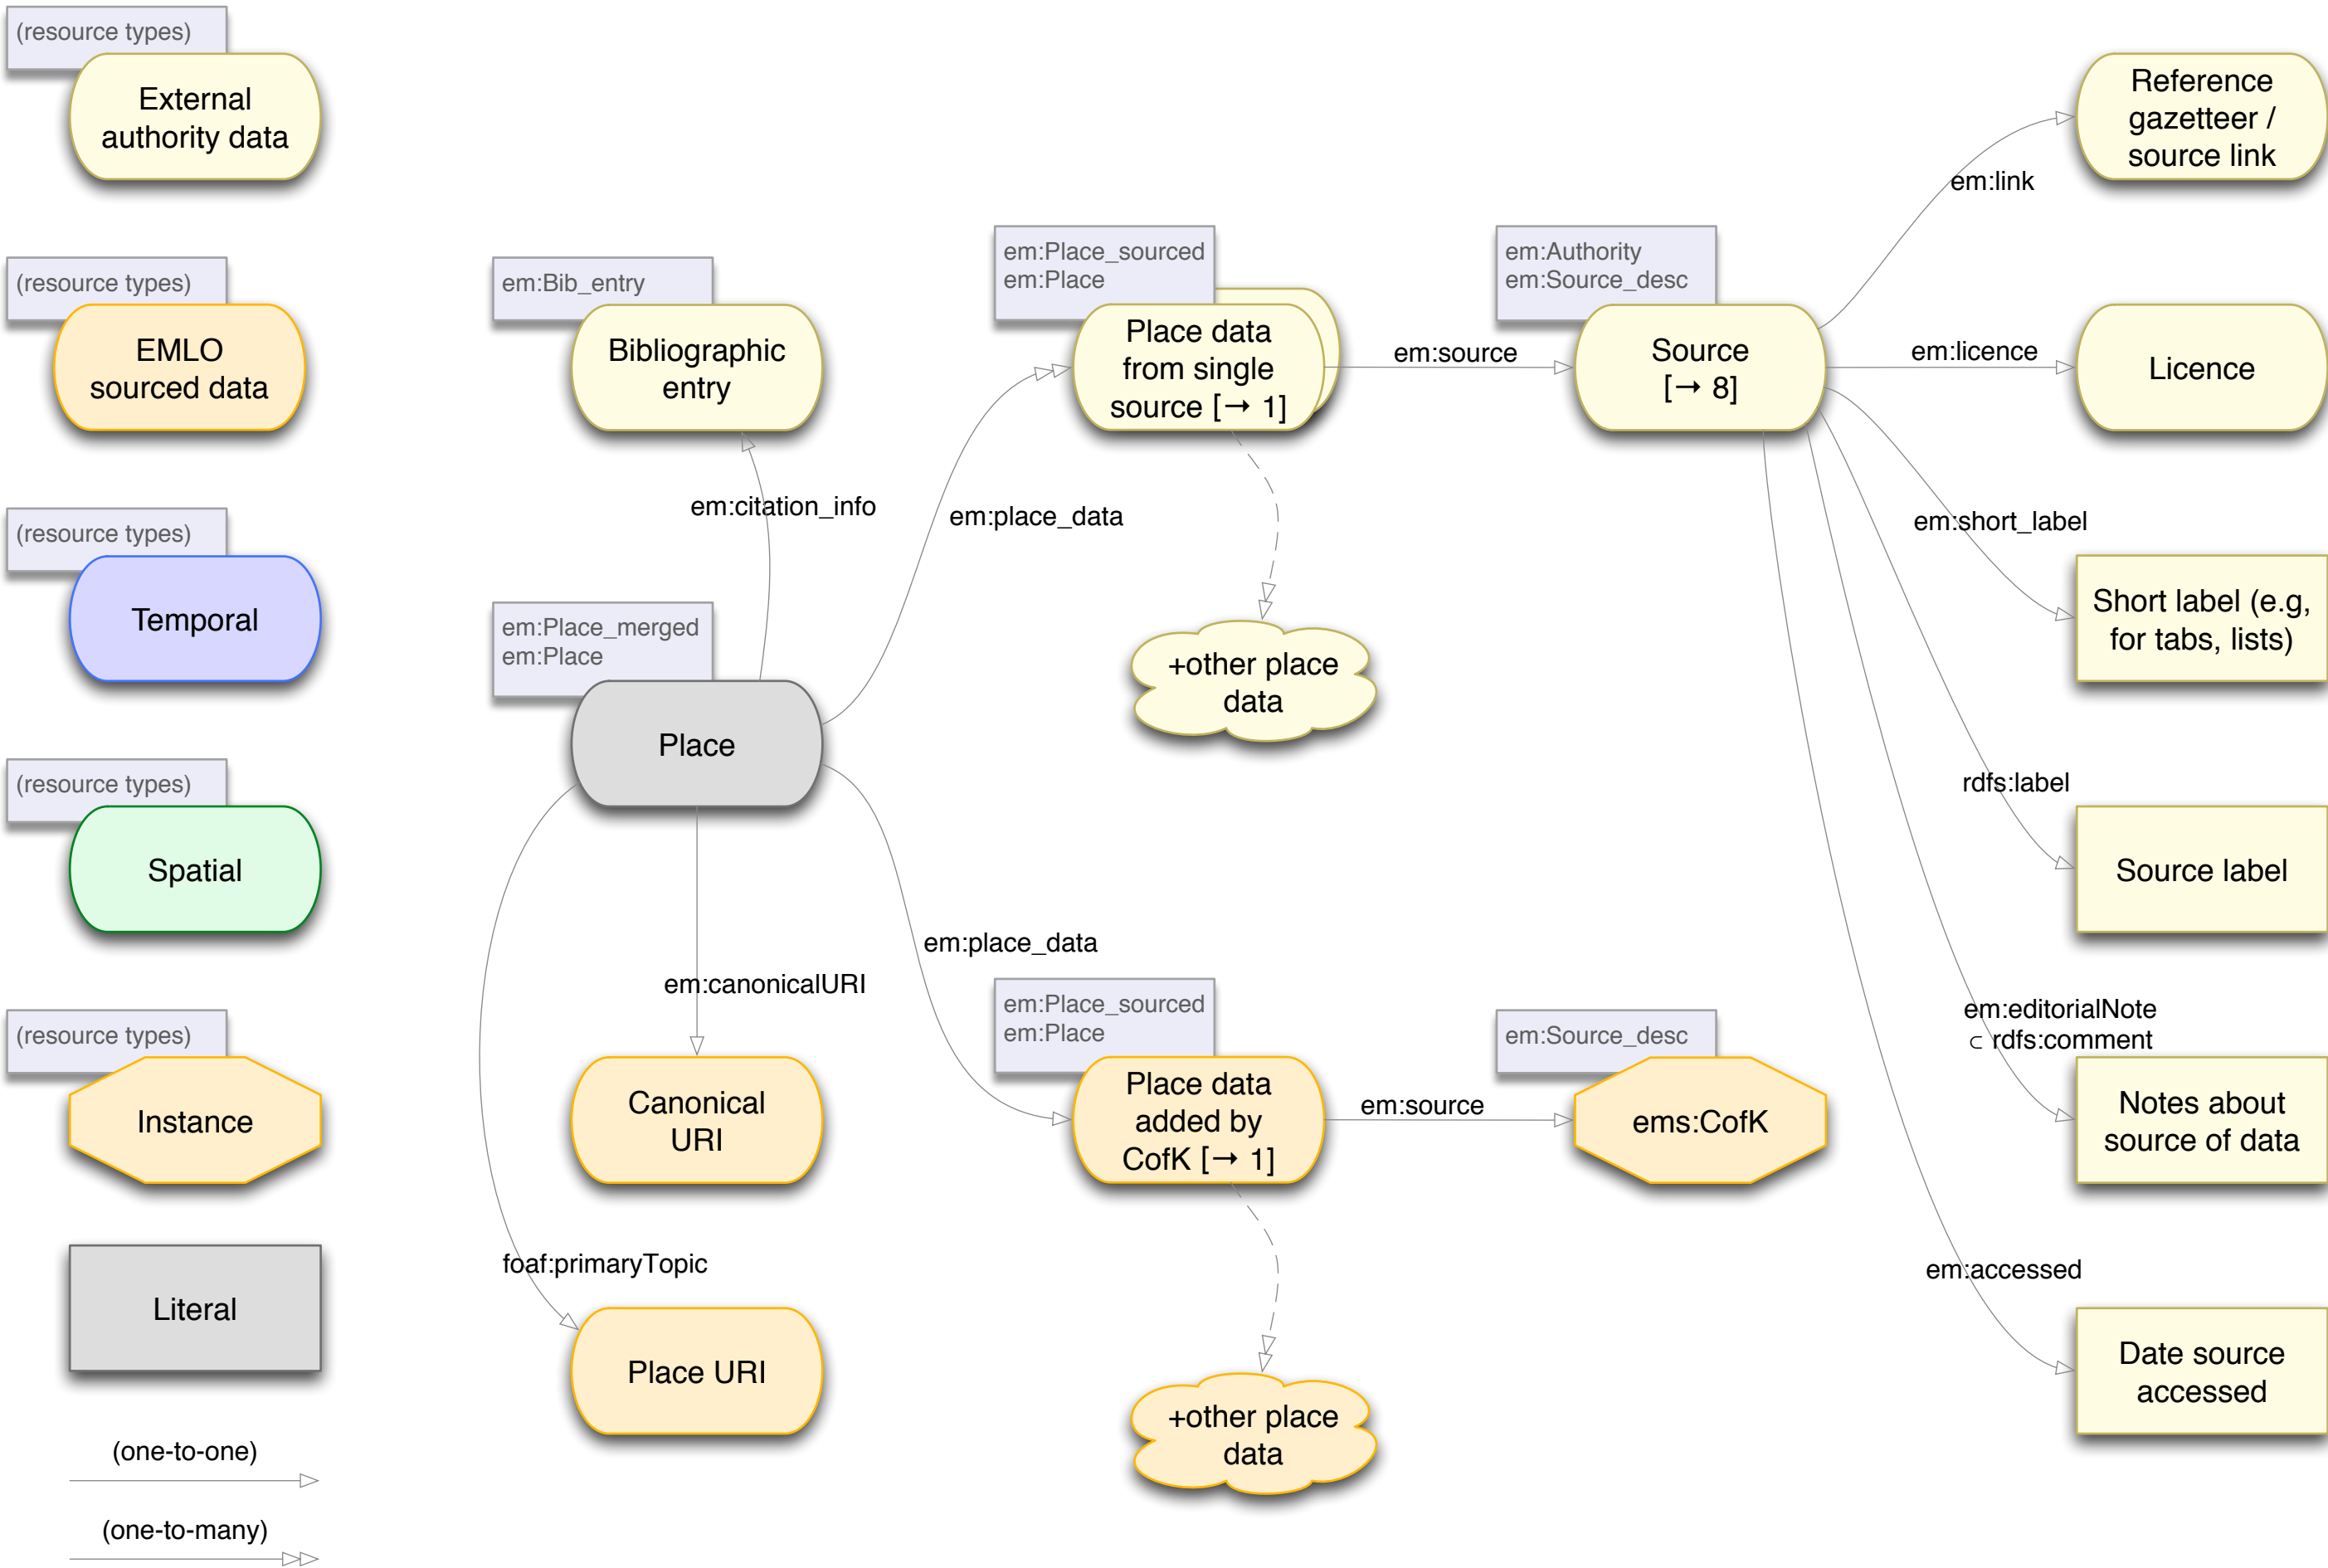 (resource types)
External
authority data
(resource types)
EMLO
sourced data
(resource types)
Temporal
(resource types)
Spatial
(resource types)
Instance
Literal
(one-to-one)
(one-to-many)
em:Bib_entry
Bibliographic
entry
em:citation_info
em:Place_merged
em:Place
Place
em:canonicalURI
Canonical
URI
foaf:primaryTopic
Place URI
em:place_data
em:Place_sourced
em:Place
Place data
from single
source [→ 1]
+other place
data
em:place_data
em:Place_sourced
em:Place
Place data
added by
CofK [→ 1]
+other place
data
em:source
em:Authority
em:Source_desc
Source
[→ 8]
em:source
em:Source_desc
ems:CofK
em:link
Reference
gazetteer /
source link
em:licence
Licence
em:short_label
Short label (e.g,
for tabs, lists)
rdfs:label
Source label
em:editorialNote
⊂ rdfs:comment
Notes about
source of data
em:accessed
Date source
accessed